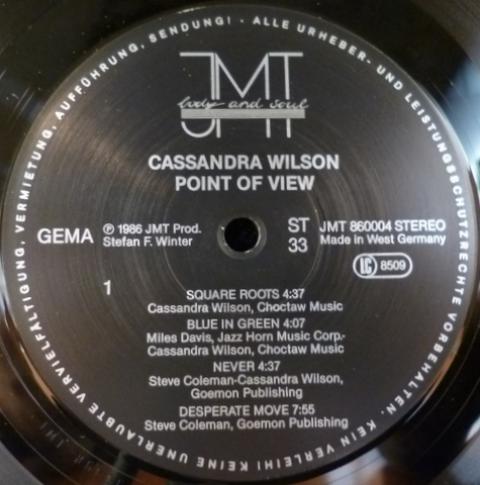 ALLE URHEBER- UND LEISTUNGSSCHUTZRECHTE VORBEHALTEN. KEIN VERLEIH! KEINE UNERLAUBTE VERVIELFÄLTIGUNG, VERMIETUNG, AUFFÜHRUNG, SENDUNG! -
JMT
body and soul
CASSANDRA WILSON
POINT OF VIEW
GEMA
℗ 1986 JMT Prod.
Stefan F. Winter
ST
33
JMT 860004 STEREO
Made in West Germany
LC 8509
1
SQUARE ROOTS 4:37
Cassandra Wilson, Choctaw Music
BLUE IN GREEN 4:07
Miles Davis, Jazz Horn Music Corp.-
Cassandra Wilson, Choctaw Music
NEVER 4:37
Steve Coleman-Cassandra Wilson,
Goemon Publishing
DESPERATE MOVE 7:55
Steve Coleman, Goemon Publishing